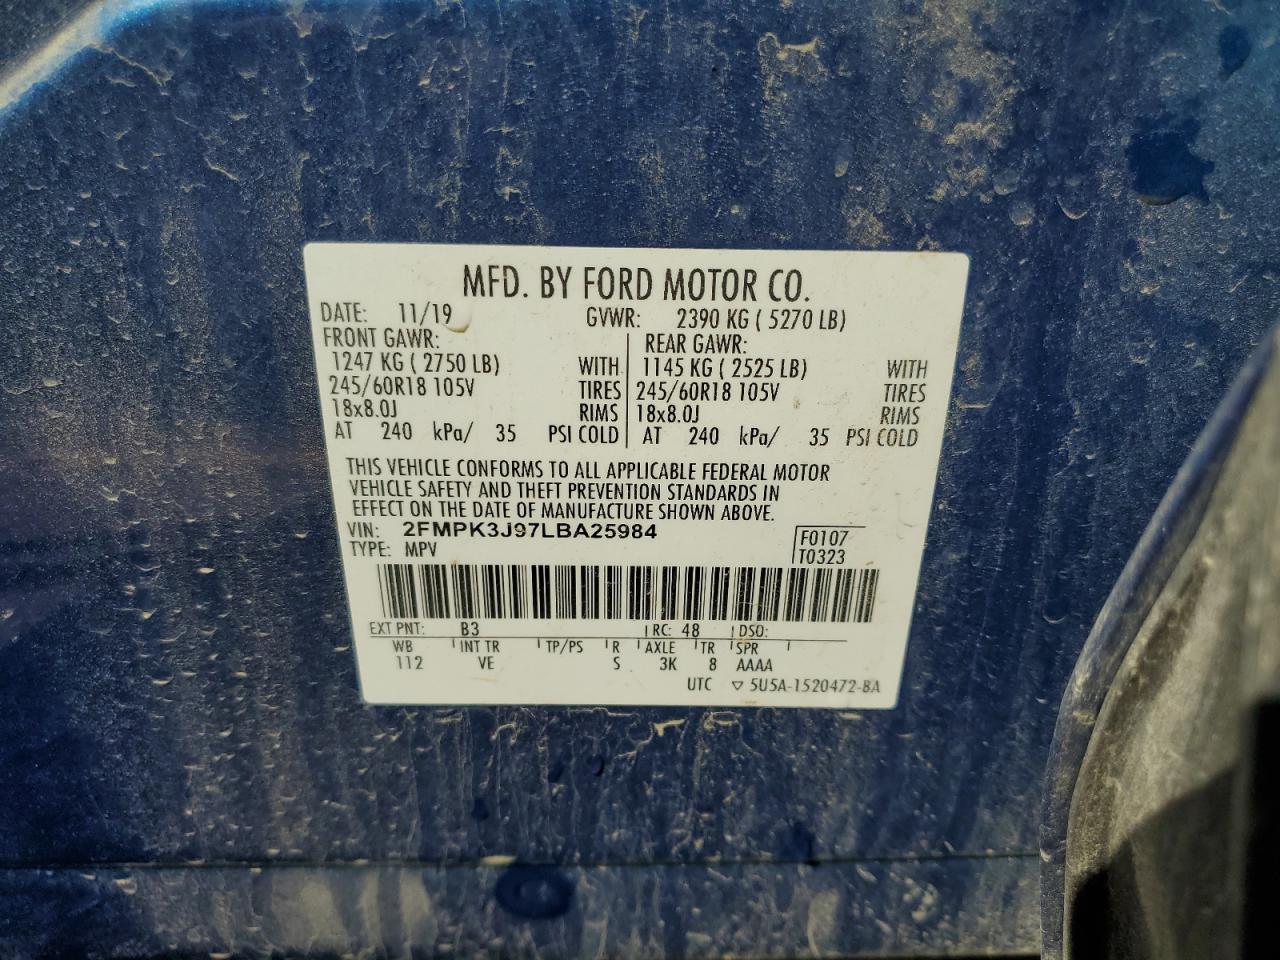 MFD. BY FORD MOTOR CO.
DATE: 11/19 GVWR: 2390 KG ( 5270 LB)
FRONT GAWR: REAR GAWR:
1247 KG ( 2750 LB) WITH 1145 KG ( 2525 LB) WITH
245/60R18 105V TIRES 245/60R18 105V TIRES
18x8.0J RIMS 18x8.0J RIMS
AT 240 kPa/ 35 PSI COLD AT 240 kPa/ 35 PSI COLD
THIS VEHICLE CONFORMS TO ALL APPLICABLE FEDERAL MOTOR
VEHICLE SAFETY AND THEFT PREVENTION STANDARDS IN
EFFECT ON THE DATE OF MANUFACTURE SHOWN ABOVE.
VIN: 2FMPK3J97LBA25984 F0107
TYPE: MPV T0323
EXT PNT: B3 RC: 48 DSO:
WB INT TR TP/PS R AXLE TR SPR
112 VE S 3K 8 AAAA
UTC ▽ 5U5A-1520472-BA